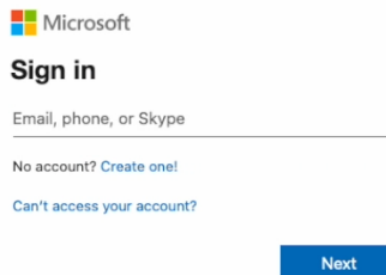 Microsoft
Sign in
Email, phone, or Skype
No account? Create one!
Can't access your account?
Next